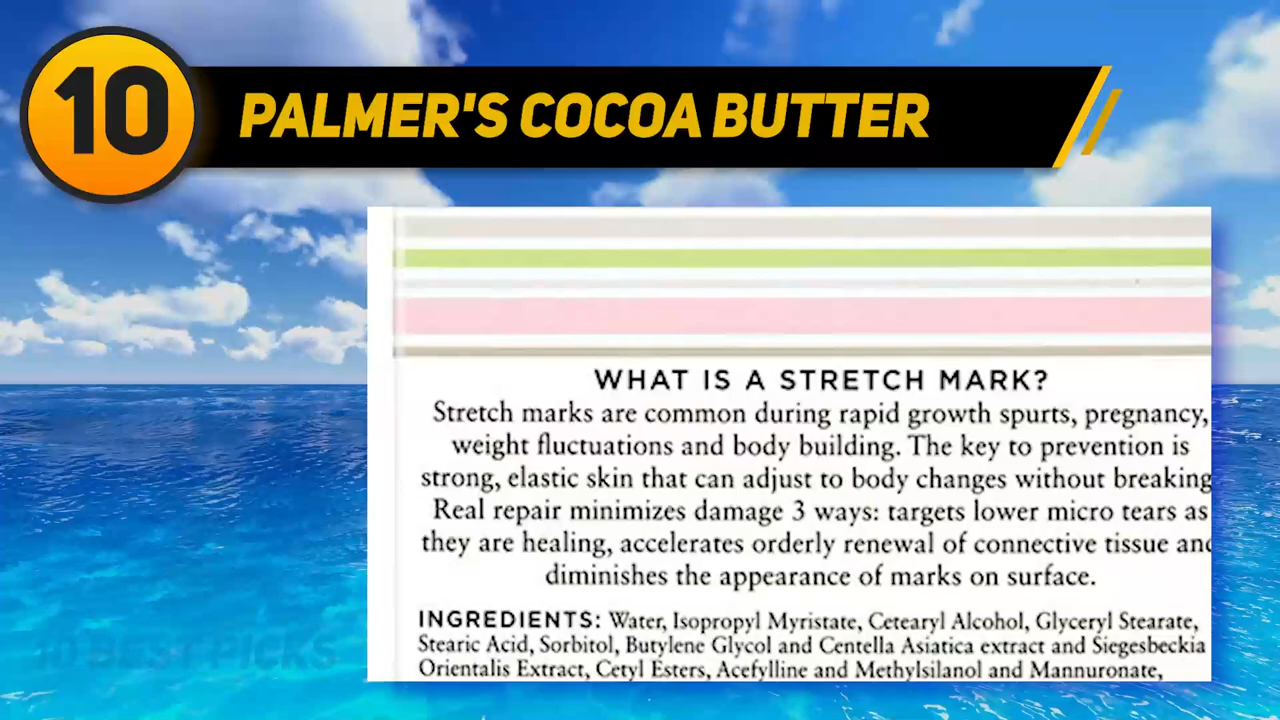 10
PALMER'S COCOA BUTTER
WHAT IS A STRETCH MARK?
Stretch marks are common during rapid growth spurts, pregnancy,
weight fluctuations and body building. The key to prevention is
strong, elastic skin that can adjust to body changes without breaking
Real repair minimizes damage 3 ways: targets lower micro tears as
they are healing, accelerates orderly renewal of connective tissue and
diminishes the appearance of marks on surface.
INGREDIENTS: Water, Isopropyl Myristate, Cetearyl Alcohol, Glyceryl Stearate,
Stearic Acid, Sorbitol, Butylene Glycol and Centella Asiatica extract and Siegesbeckia
Orientalis Extract, Cetyl Esters, Acefylline and Methylsilanol and Mannuronate,
10 BEST PICKS